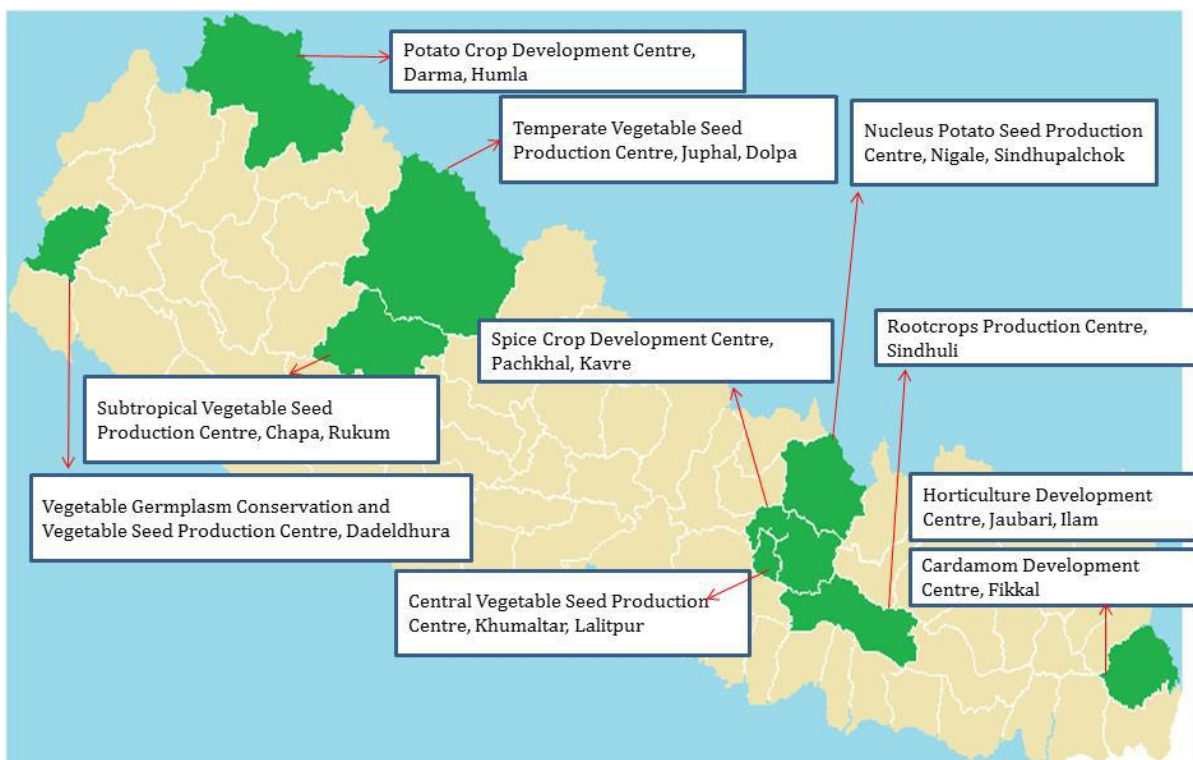 Potato Crop Development Centre,
Darma, Humla
Temperate Vegetable Seed
Production Centre, Juphal, Dolpa
Nucleus Potato Seed Production
Centre, Nigale, Sindhupalchok
Spice Crop Development Centre,
Pachkhal, Kavre
Rootcrops Production Centre,
Sindhuli
Subtropical Vegetable Seed
Production Centre, Chapa, Rukum
Vegetable Germplasm Conservation and
Vegetable Seed Production Centre, Dadeldhura
Horticulture Development
Centre, Jaubari, Ilam
Cardamom Development
Centre, Fikkal
Central Vegetable Seed Production
Centre, Khumaltar, Lalitpur